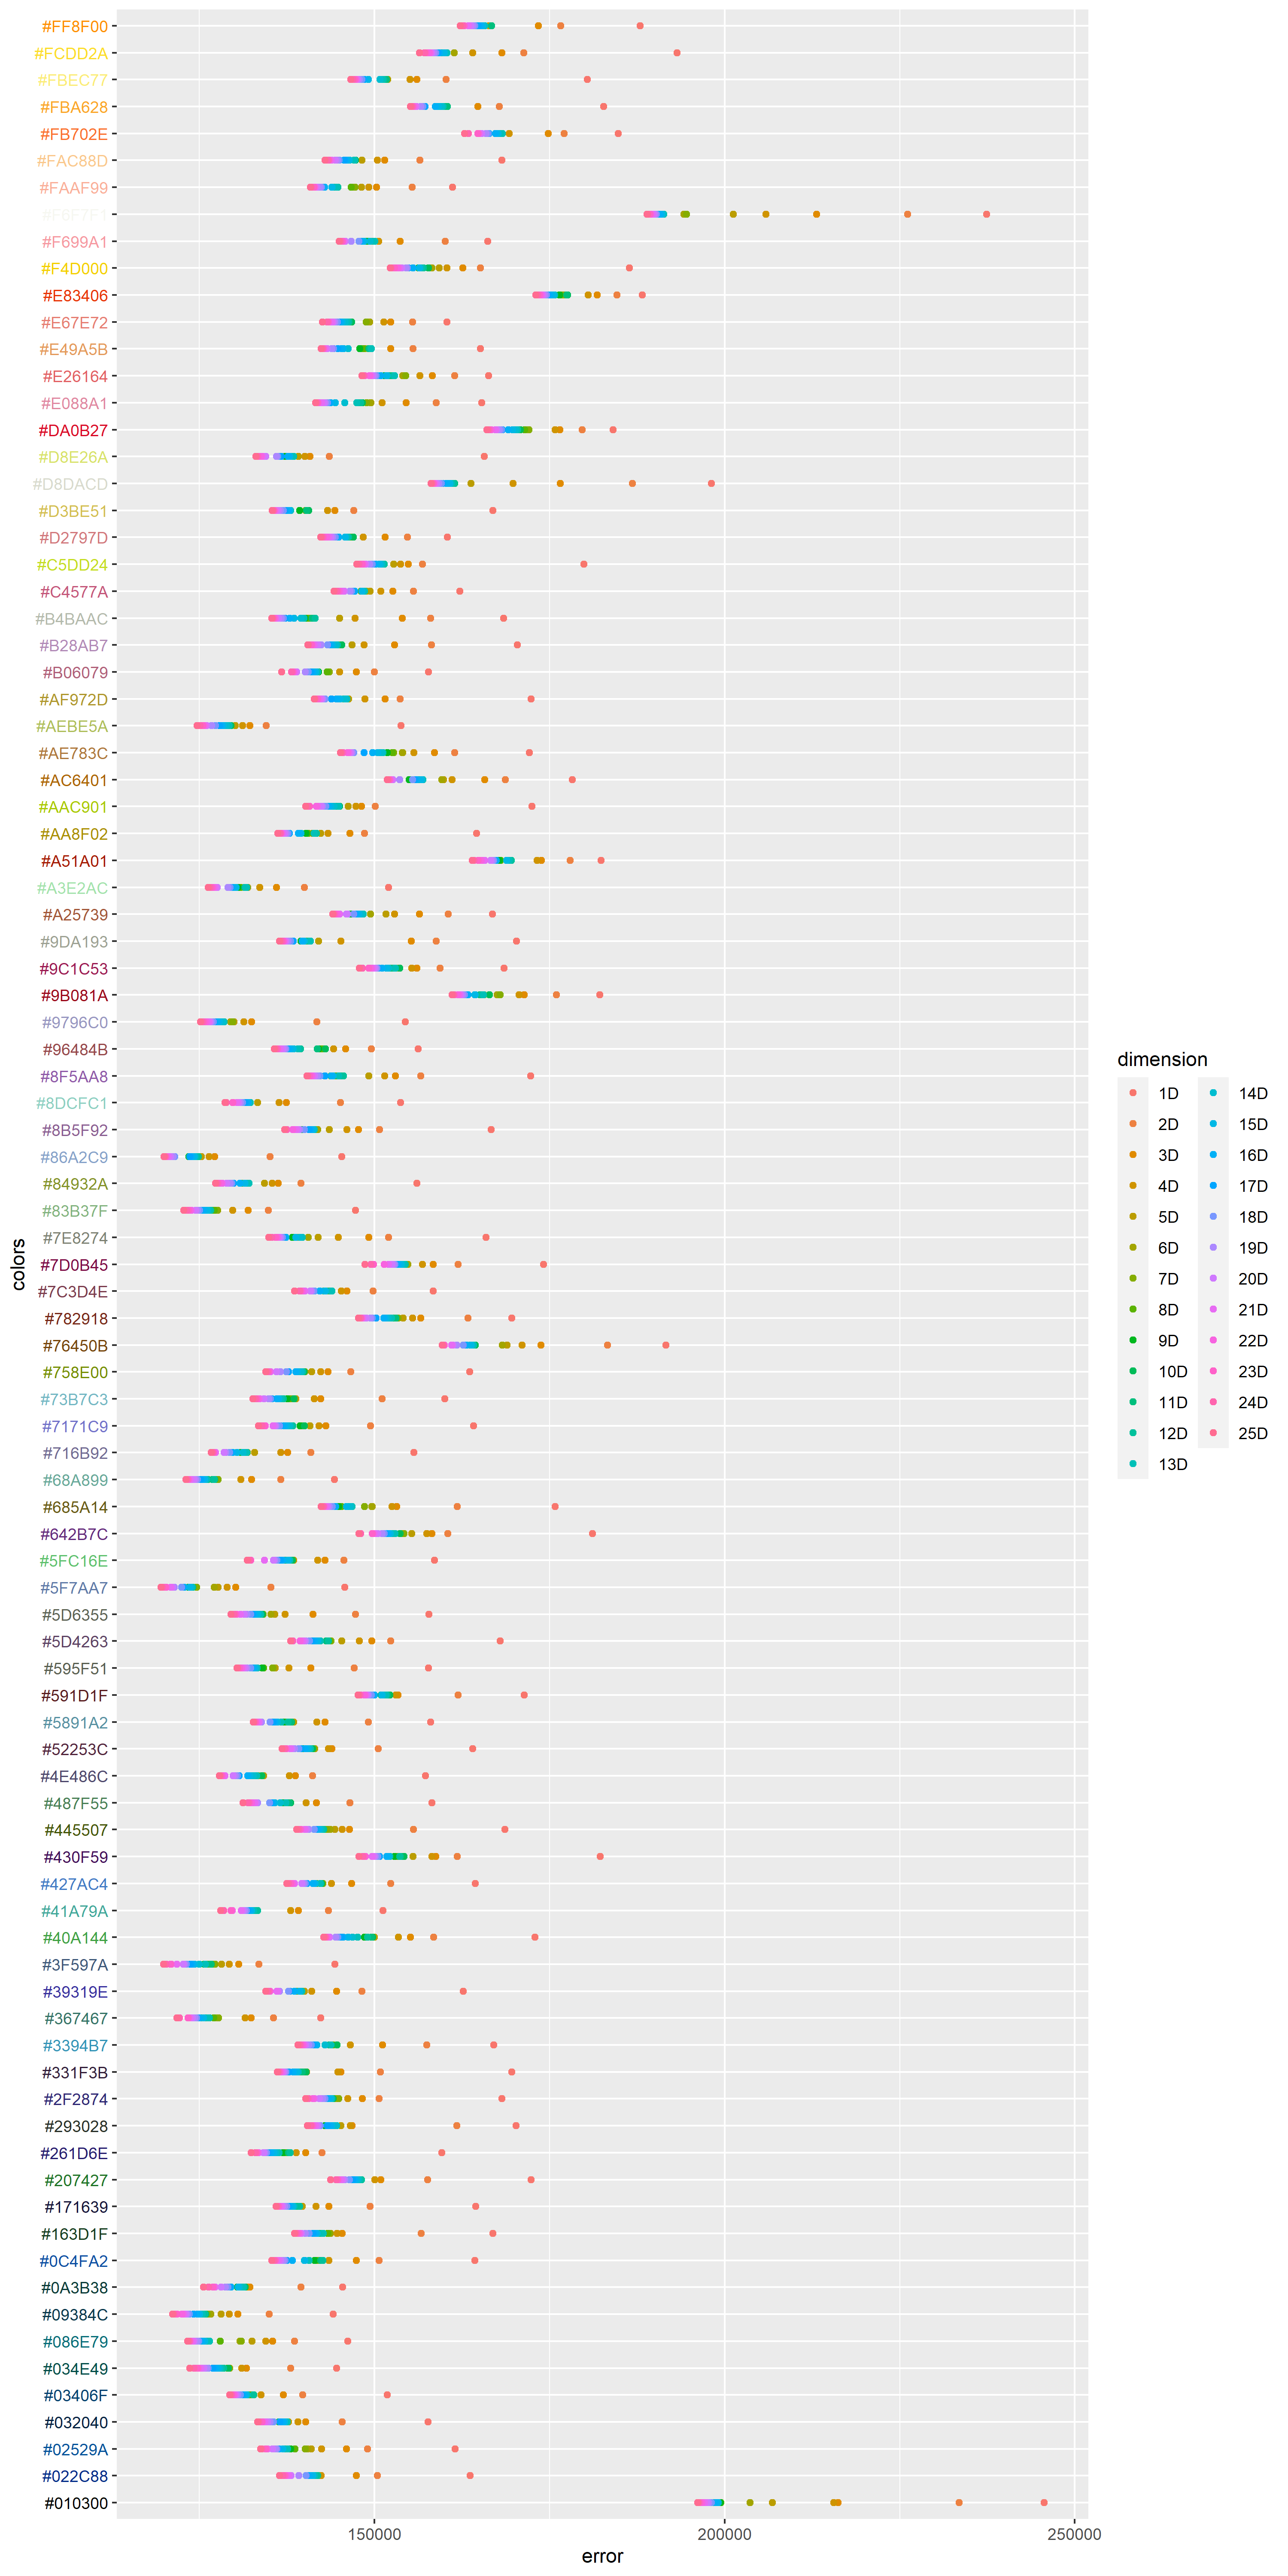 #FF8F00
#FCDD2A
#FBEC77
#FBA628
#FB702E
#FAC88D
#FAAF99
#F6F7F1
#F699A1
#F4D000
#E83406
#E67E72
#E49A5B
#E26164
#E088A1
#DA0B27
#D8E26A
#D8DACD
#D3BE51
#D2797D
#C5DD24
#C4577A
#B4BAAC
#B28AB7
#B06079
#AF972D
#AEBE5A
#AE783C
#AC6401
#AAC901
#AA8F02
#A51A01
#A3E2AC
#A25739
#9DA193
#9C1C53
#9B081A
#9796C0
#96484B
#8F5AA8
#8DCFC1
#8B5F92
#86A2C9
#84932A
#83B37F
#7E8274
#7D0B45
#7C3D4E
#782918
#76450B
#758E00
#73B7C3
#7171C9
#716B92
#68A899
#685A14
#642B7C
#5FC16E
#5F7AA7
#5D6355
#5D4263
#595F51
#591D1F
#5891A2
#52253C
#4E486C
#487F55
#445507
#430F59
#427AC4
#41A79A
#40A144
#3F597A
#39319E
#367467
#3394B7
#331F3B
#2F2874
#293028
#261D6E
#207427
#171639
#163D1F
#0C4FA2
#0A3B38
#09384C
#086E79
#034E49
#03406F
#032040
#02529A
#022C88
#010300
colors
150000 200000 250000
error
dimension
1D
2D
3D
4D
5D
6D
7D
8D
9D
10D
11D
12D
13D
14D
15D
16D
17D
18D
19D
20D
21D
22D
23D
24D
25D